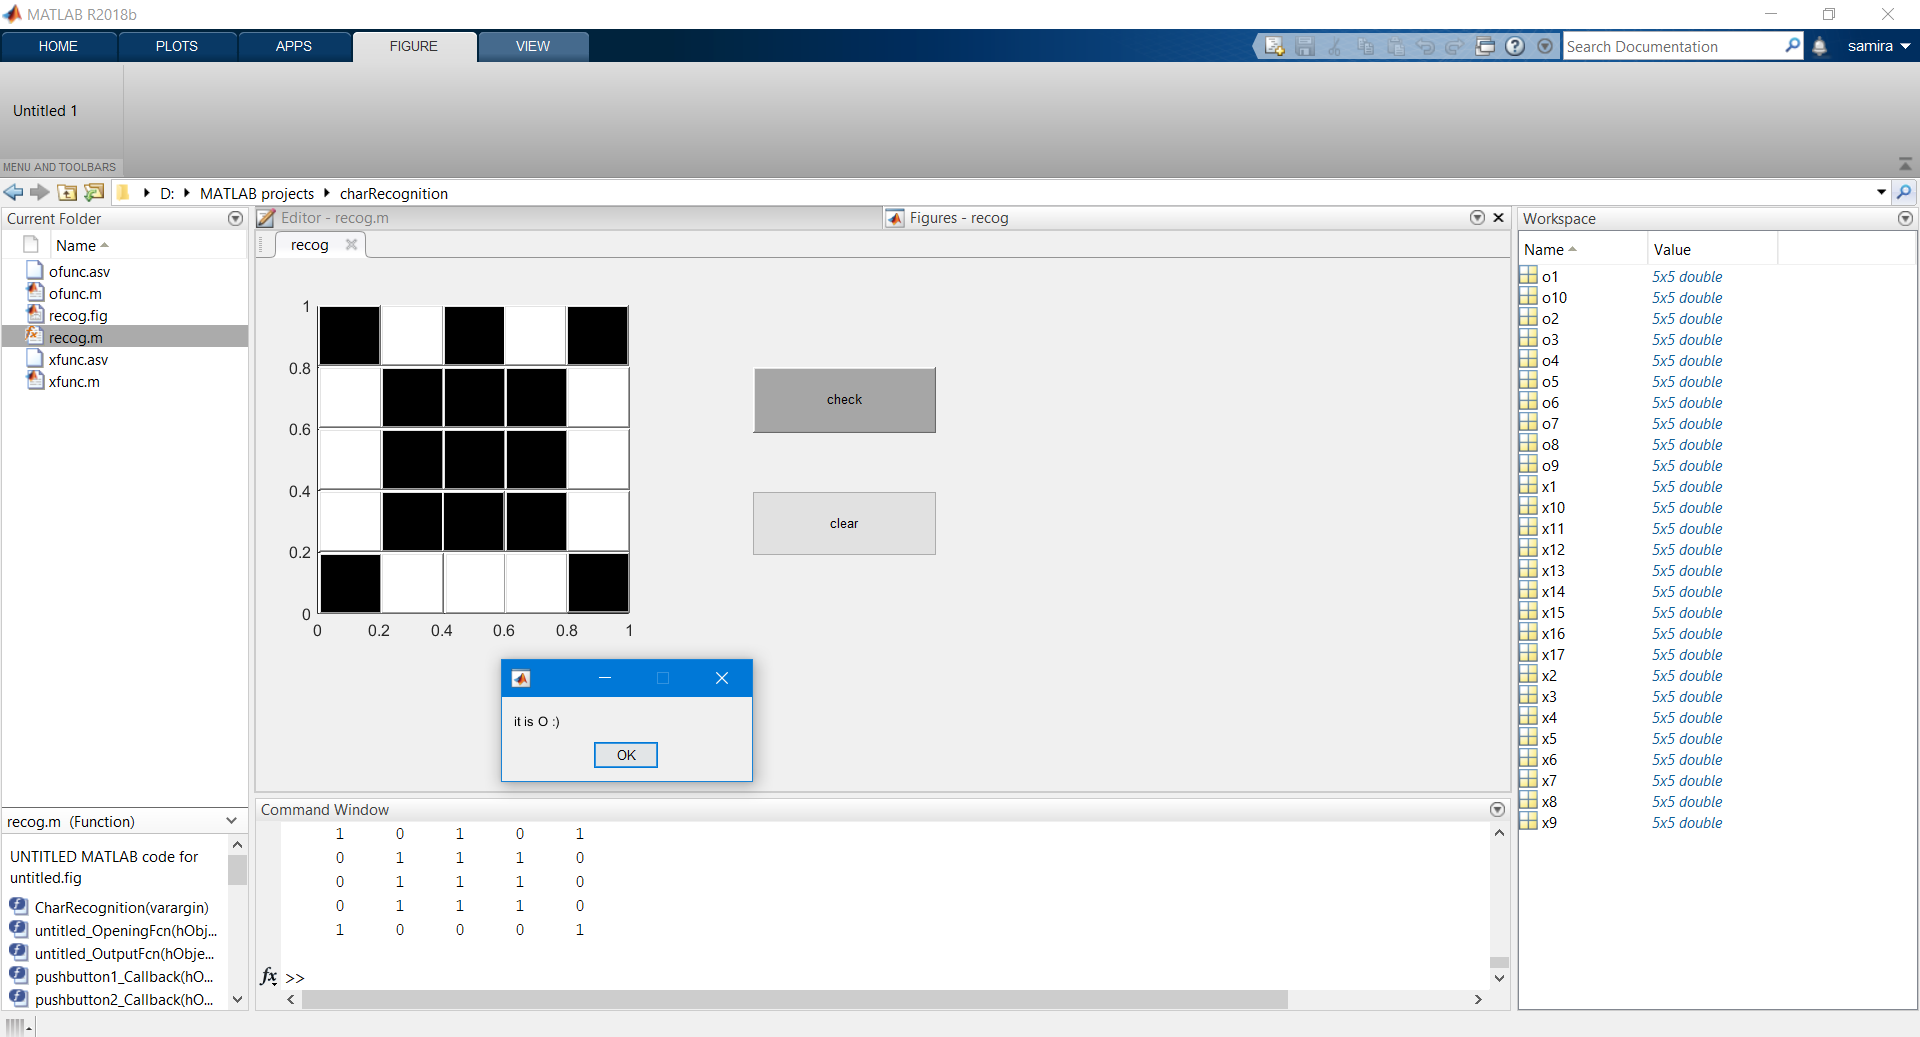 MATLAB R2018b
HOME PLOTS APPS FIGURE VIEW
Search Documentation
samira
Untitled 1
MENU AND TOOLBARS
D: MATLAB projects charRecognition
Current Folder
Name
ofunc.asv
ofunc.m
recog.fig
recog.m
xfunc.asv
xfunc.m
recog.m (Function)
UNTITLED MATLAB code for
untitled.fig
CharRecognition(varargin)
untitled_OpeningFcn(hObj...
untitled_OutputFcn(hObje...
pushbutton1_Callback(hO...
pushbutton2_Callback(hO...
Editor - recog.m
Figures - recog
recog
1
0.8
0.6
0.4
0.2
0
0 0.2 0.4 0.6 0.8 1
check
clear
it is O :)
OK
Command Window
1 0 1 0 1
0 1 1 1 0
0 1 1 1 0
0 1 1 1 0
1 0 0 0 1
fx >>
Workspace
Name Value
o1 5x5 double
o10 5x5 double
o2 5x5 double
o3 5x5 double
o4 5x5 double
o5 5x5 double
o6 5x5 double
o7 5x5 double
o8 5x5 double
o9 5x5 double
x1 5x5 double
x10 5x5 double
x11 5x5 double
x12 5x5 double
x13 5x5 double
x14 5x5 double
x15 5x5 double
x16 5x5 double
x17 5x5 double
x2 5x5 double
x3 5x5 double
x4 5x5 double
x5 5x5 double
x6 5x5 double
x7 5x5 double
x8 5x5 double
x9 5x5 double